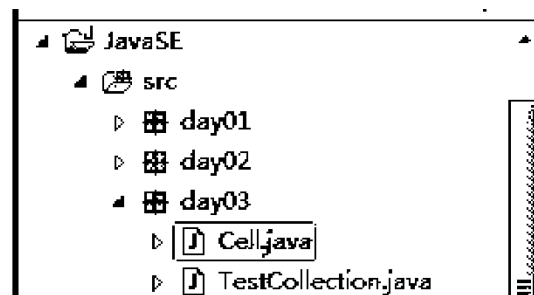 JavaSE
src
day01
day02
day03
Cell.java
TestCollection.java